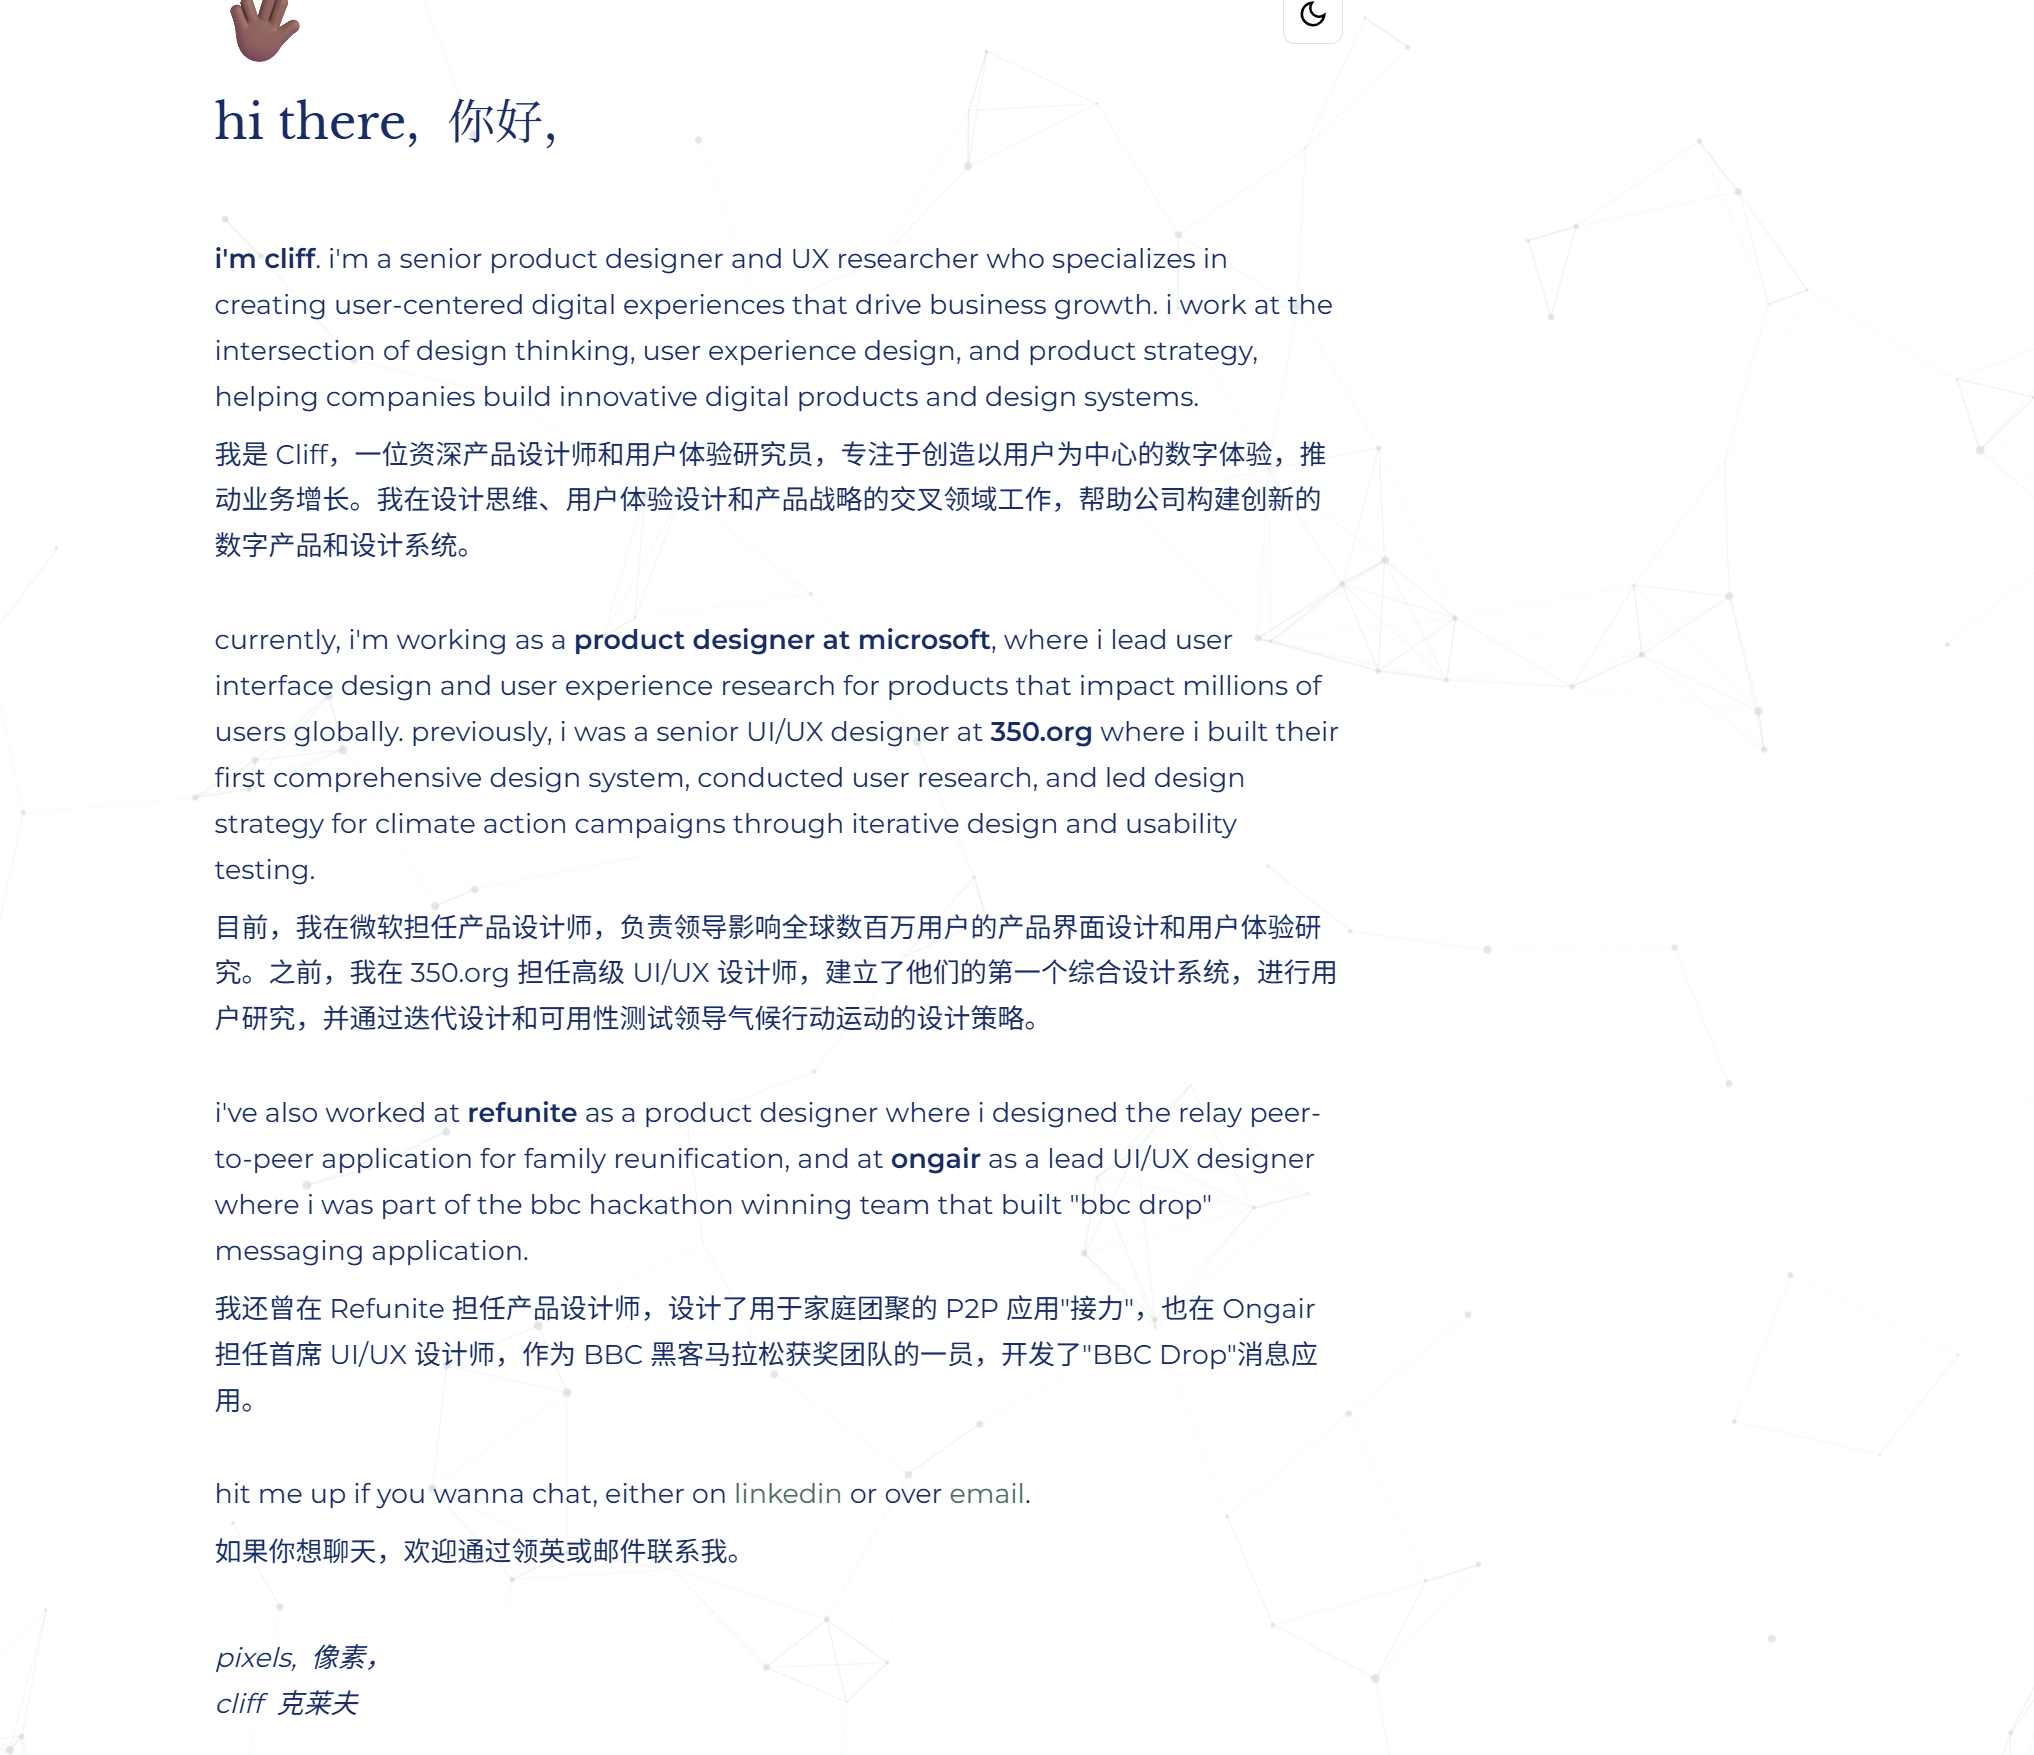 hi there, 你好,
i'm cliff. i'm a senior product designer and UX researcher who specializes in
creating user-centered digital experiences that drive business growth. i work at the
intersection of design thinking, user experience design, and product strategy,
helping companies build innovative digital products and design systems.
我是 Cliff，一位资深产品设计师和用户体验研究员，专注于创造以用户为中心的数字体验，推
动业务增长。我在设计思维、用户体验设计和产品战略的交叉领域工作，帮助公司构建创新的
数字产品和设计系统。
currently, i'm working as a product designer at microsoft, where i lead user
interface design and user experience research for products that impact millions of
users globally. previously, i was a senior UI/UX designer at 350.org where i built their
first comprehensive design system, conducted user research, and led design
strategy for climate action campaigns through iterative design and usability
testing.
目前，我在微软担任产品设计师，负责领导影响全球数百万用户的产品界面设计和用户体验研
究。之前，我在 350.org 担任高级 UI/UX 设计师，建立了他们的第一个综合设计系统，进行用
户研究，并通过迭代设计和可用性测试领导气候行动运动的设计策略。
i've also worked at refunite as a product designer where i designed the relay peer-
to-peer application for family reunification, and at ongair as a lead UI/UX designer
where i was part of the bbc hackathon winning team that built "bbc drop"
messaging application.
我还曾在 Refunite 担任产品设计师，设计了用于家庭团聚的 P2P 应用"接力"，也在 Ongair
担任首席 UI/UX 设计师，作为 BBC 黑客马拉松获奖团队的一员，开发了"BBC Drop"消息应
用。
hit me up if you wanna chat, either on linkedin or over email.
如果你想聊天，欢迎通过领英或邮件联系我。
pixels, 像素，
cliff 克莱夫